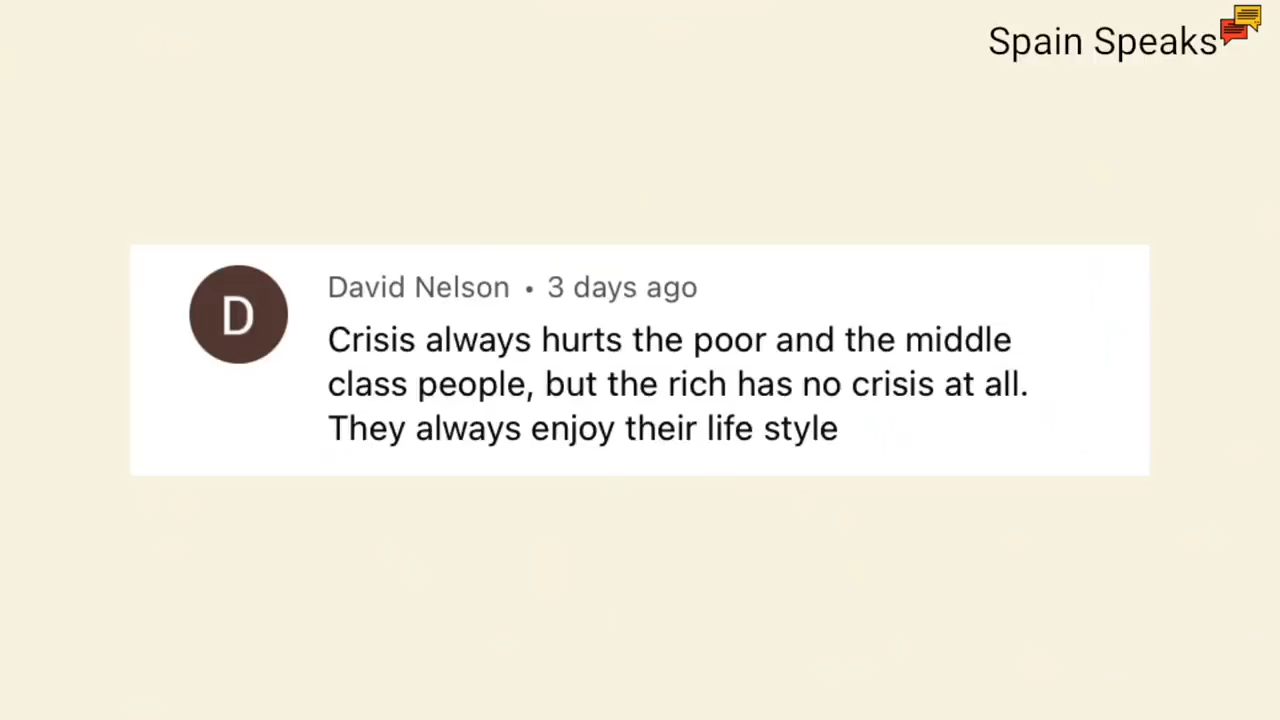 Spain Speaks
D
David Nelson • 3 days ago
Crisis always hurts the poor and the middle
class people, but the rich has no crisis at all.
They always enjoy their life style